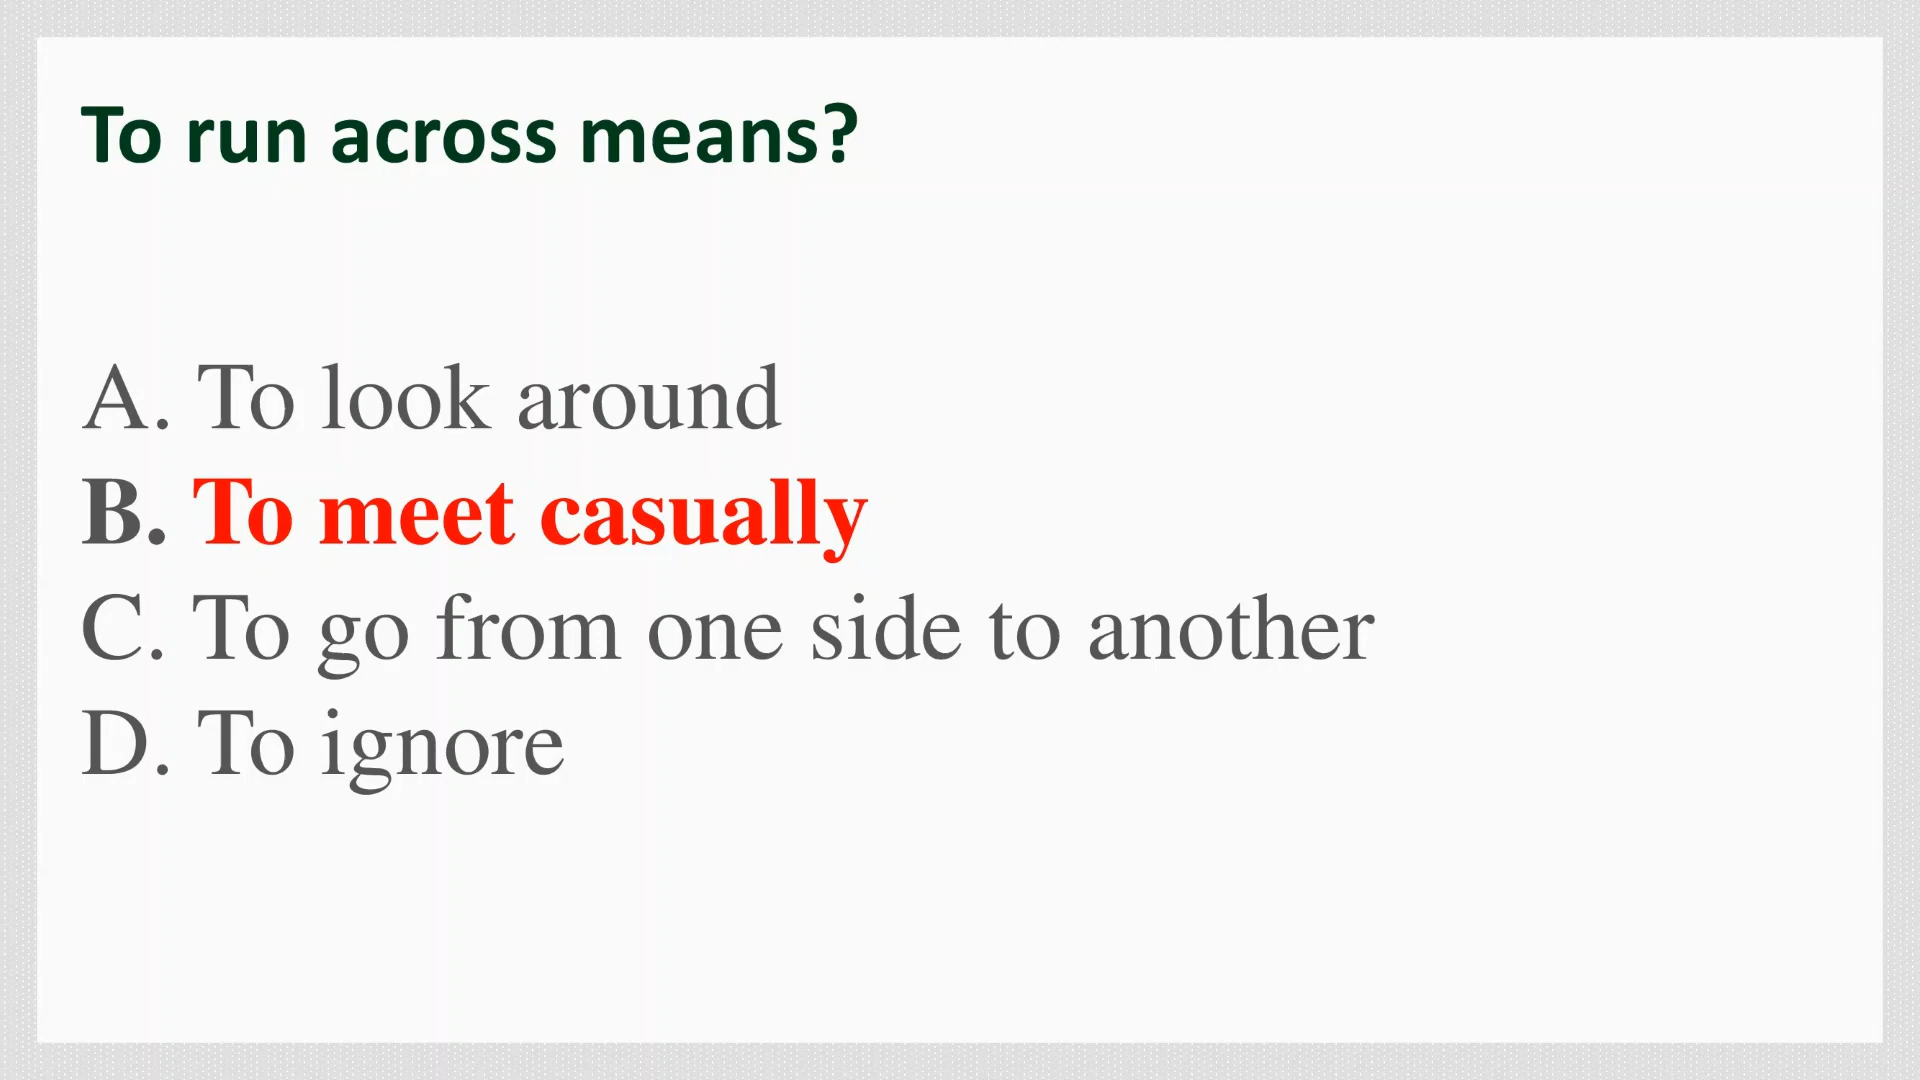 To run across means?
A. To look around
B. To meet casually
C. To go from one side to another
D. To ignore